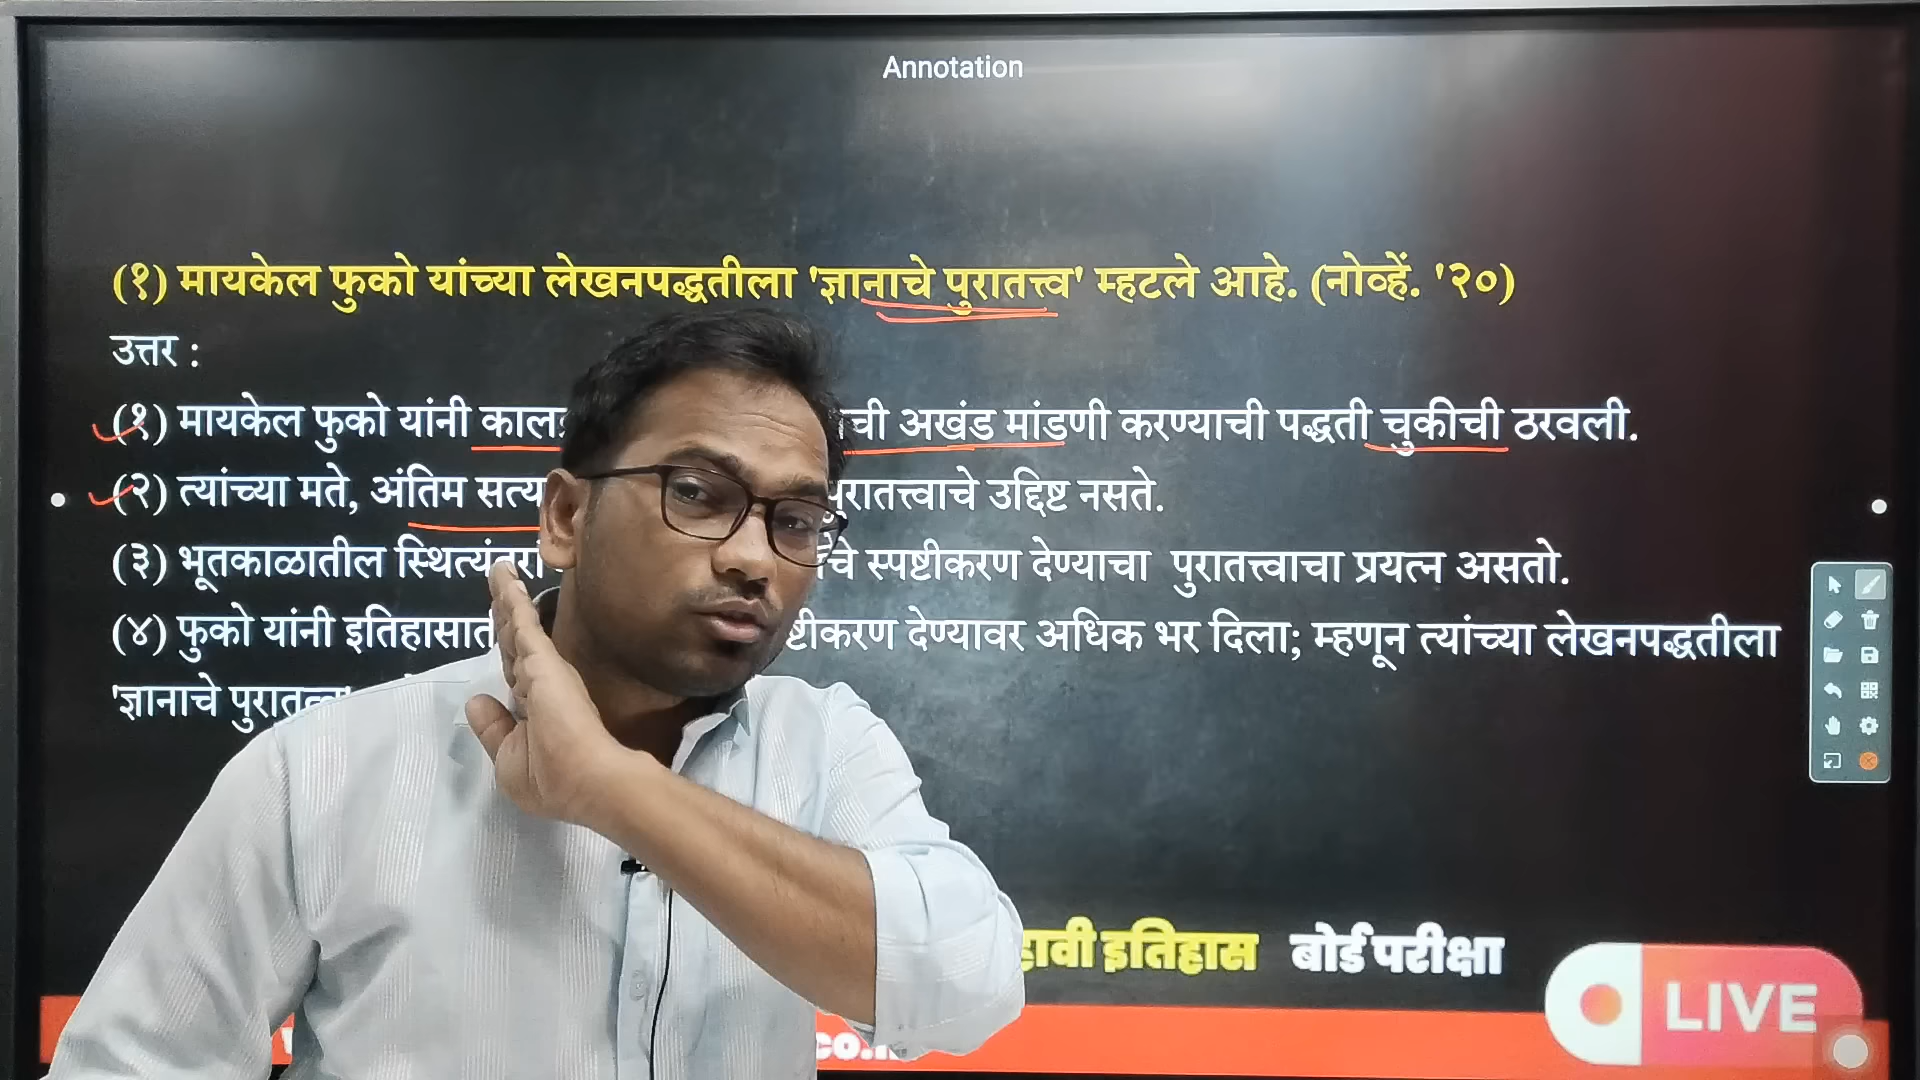 Annotation
(१) मायकेल फुको यांच्या लेखनपद्धतीला 'ज्ञानाचे पुरातत्त्व' म्हटले आहे. (नोव्हें. '२०)
उत्तर :
(१) मायकेल फुको यांनी अखंड मांडणी करण्याची पद्धती चुकीची ठरवली.
(२) त्यांच्या मते, अंतिम सत्य पुरातत्त्वाचे उद्दिष्ट नसते.
(३) भूतकाळातील स्पष्टीकरण देण्याचा पुरातत्त्वाचा प्रयत्न असतो.
(४) फुको यांनी देण्यावर अधिक भर दिला; म्हणून त्यांच्या लेखनपद्धतीला
'ज्ञानाचे
इतिहास बोर्ड परीक्षा
LIVE